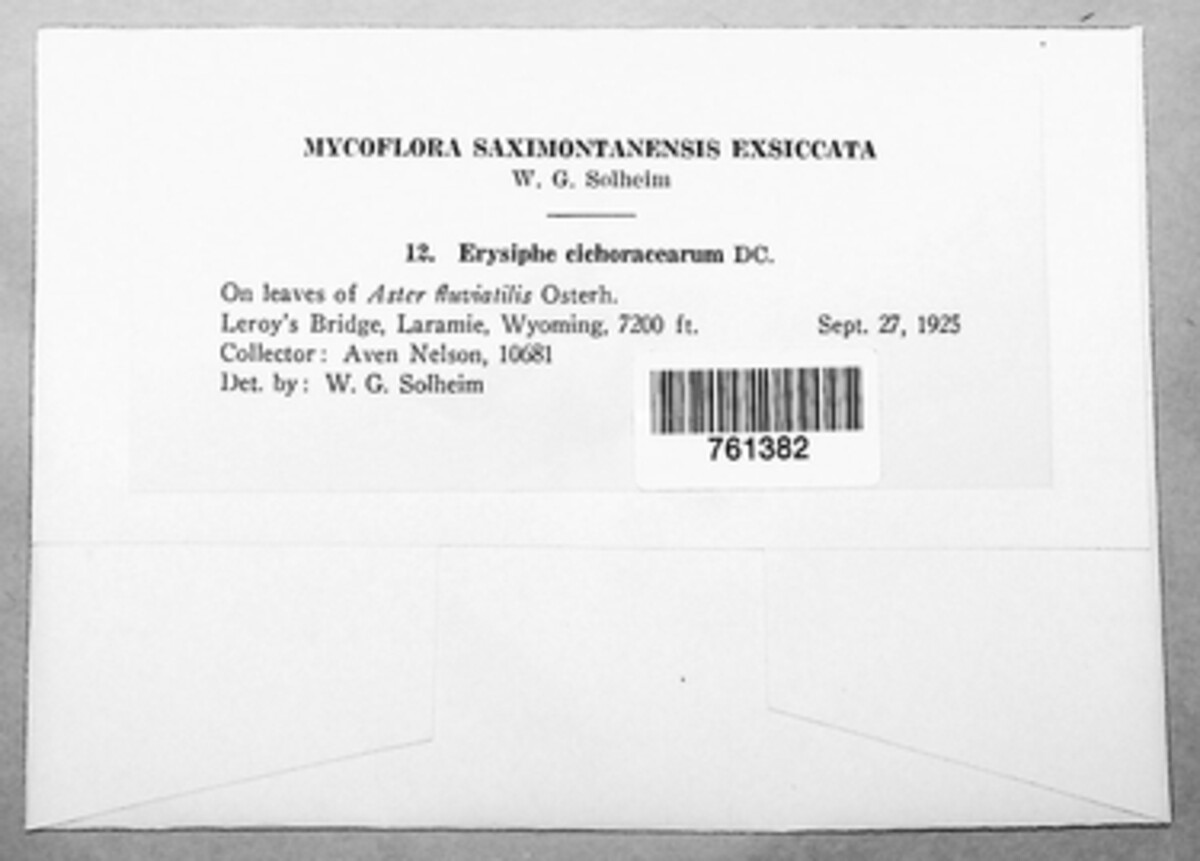 MYCOFLORA SAXIMONTANENSIS EXSICCATA
W. G. Solheim
12. Erysiphe cichoracearum DC.
On leaves of Aster fluviatilis Osterh.
Leroy's Bridge, Laramie, Wyoming, 7200 ft. Sept. 27, 1925
Collector: Aven Nelson, 10681
Det. by: W. G. Solheim
761382